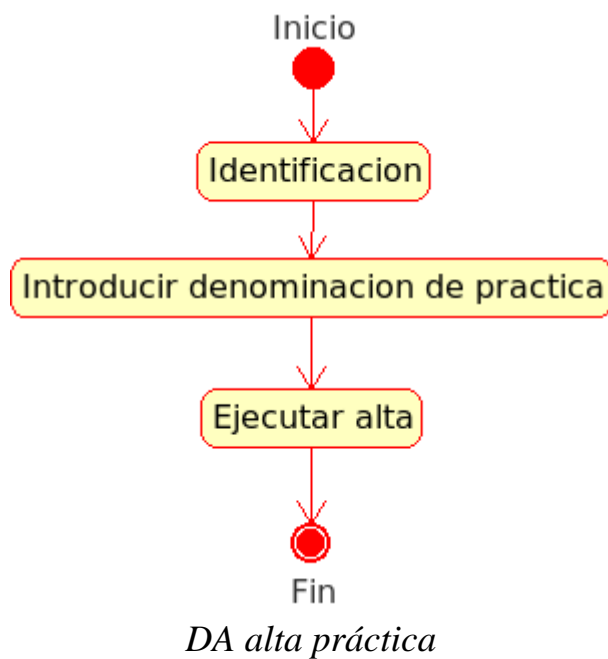 Inicio
Identificacion
Introducir denominacion de practica
Ejecutar alta
Fin
DA alta práctica